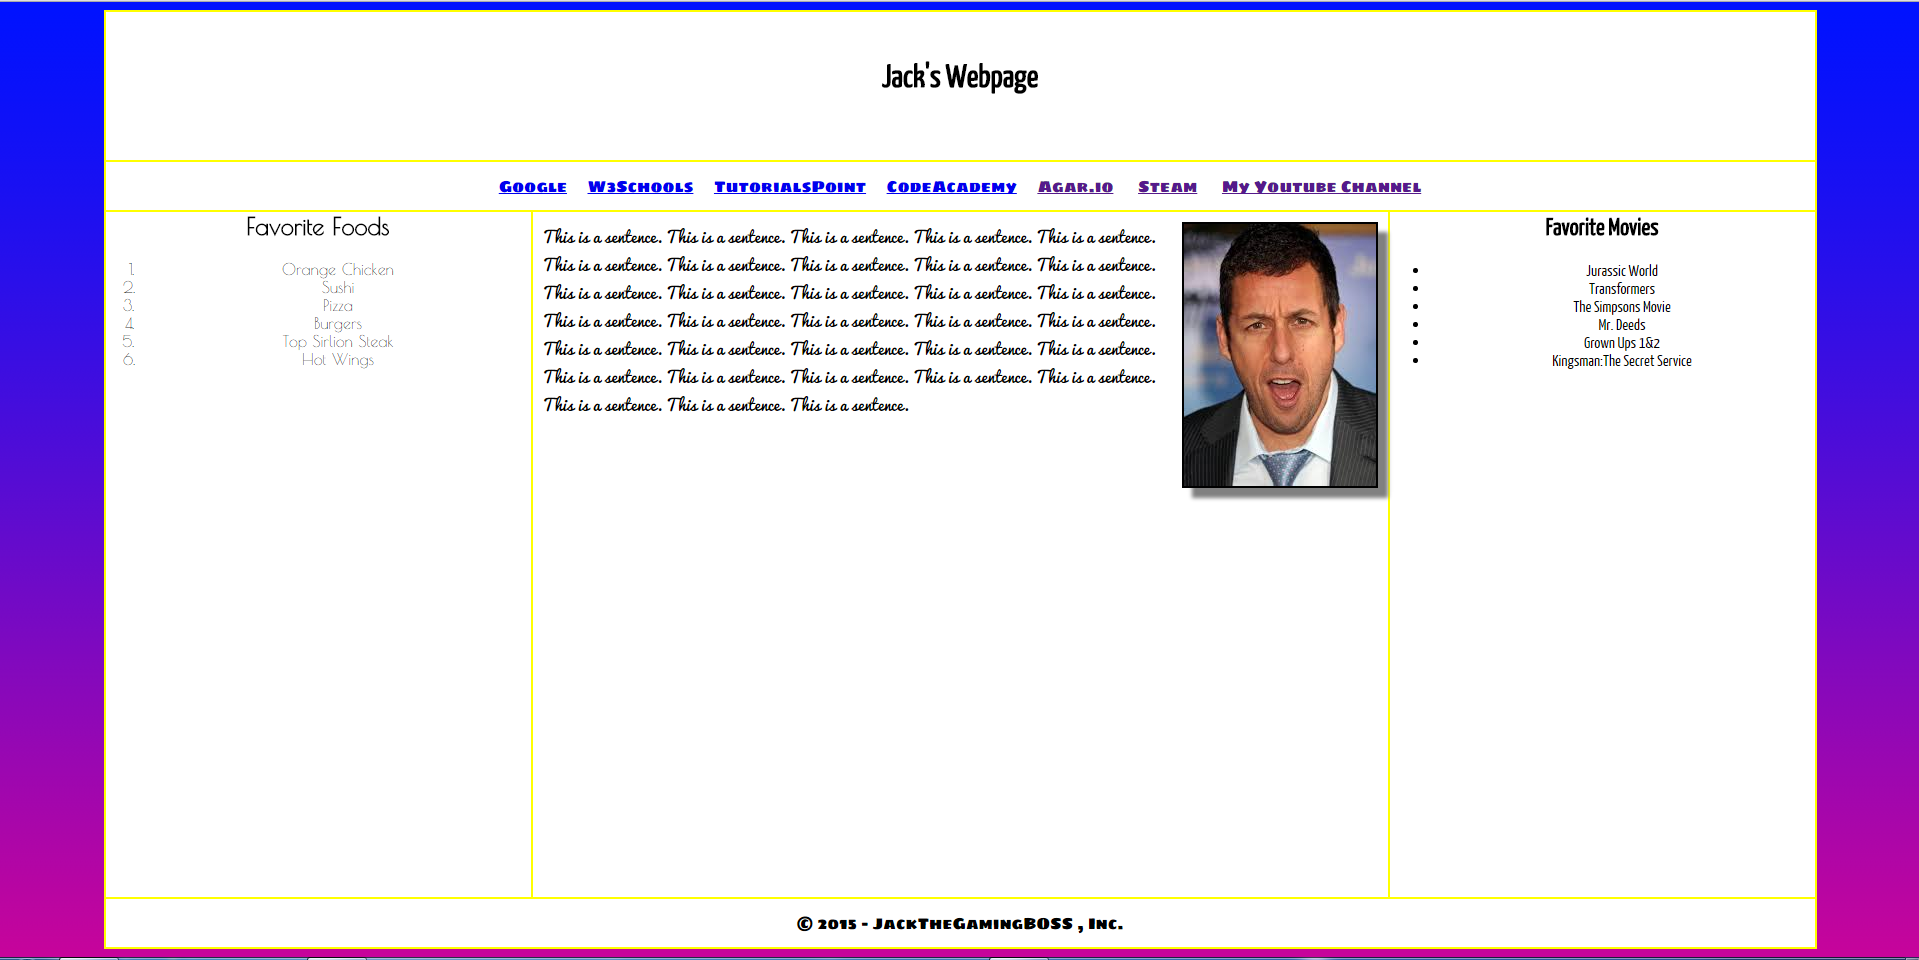 Jack's Webpage
Google W3Schools TutorialsPoint CodeAcademy Agar.io Steam My Youtube Channel
Favorite Foods
1. Orange Chicken
2. Sushi
3. Pizza
4. Burgers
5. Top Sirlion Steak
6. Hot Wings
This is a sentence. This is a sentence. This is a sentence. This is a sentence. This is a sentence.
This is a sentence. This is a sentence. This is a sentence. This is a sentence. This is a sentence.
This is a sentence. This is a sentence. This is a sentence. This is a sentence. This is a sentence.
This is a sentence. This is a sentence. This is a sentence. This is a sentence. This is a sentence.
This is a sentence. This is a sentence. This is a sentence. This is a sentence. This is a sentence.
This is a sentence. This is a sentence. This is a sentence. This is a sentence. This is a sentence.
This is a sentence. This is a sentence. This is a sentence.
Favorite Movies
• Jurassic World
• Transformers
• The Simpsons Movie
• Mr. Deeds
• Grown Ups 1&2
• Kingsman:The Secret Service
© 2015 - JackTheGamingBOSS , Inc.